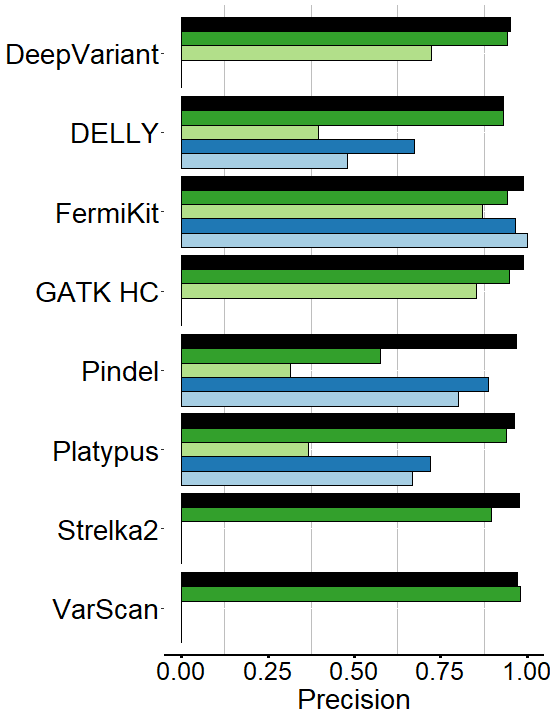 DeepVariant
DELLY
FermiKit
GATK HC
Pindel
Platypus
Strelka2
VarScan
0.00 0.25 0.50 0.75 1.00
Precision